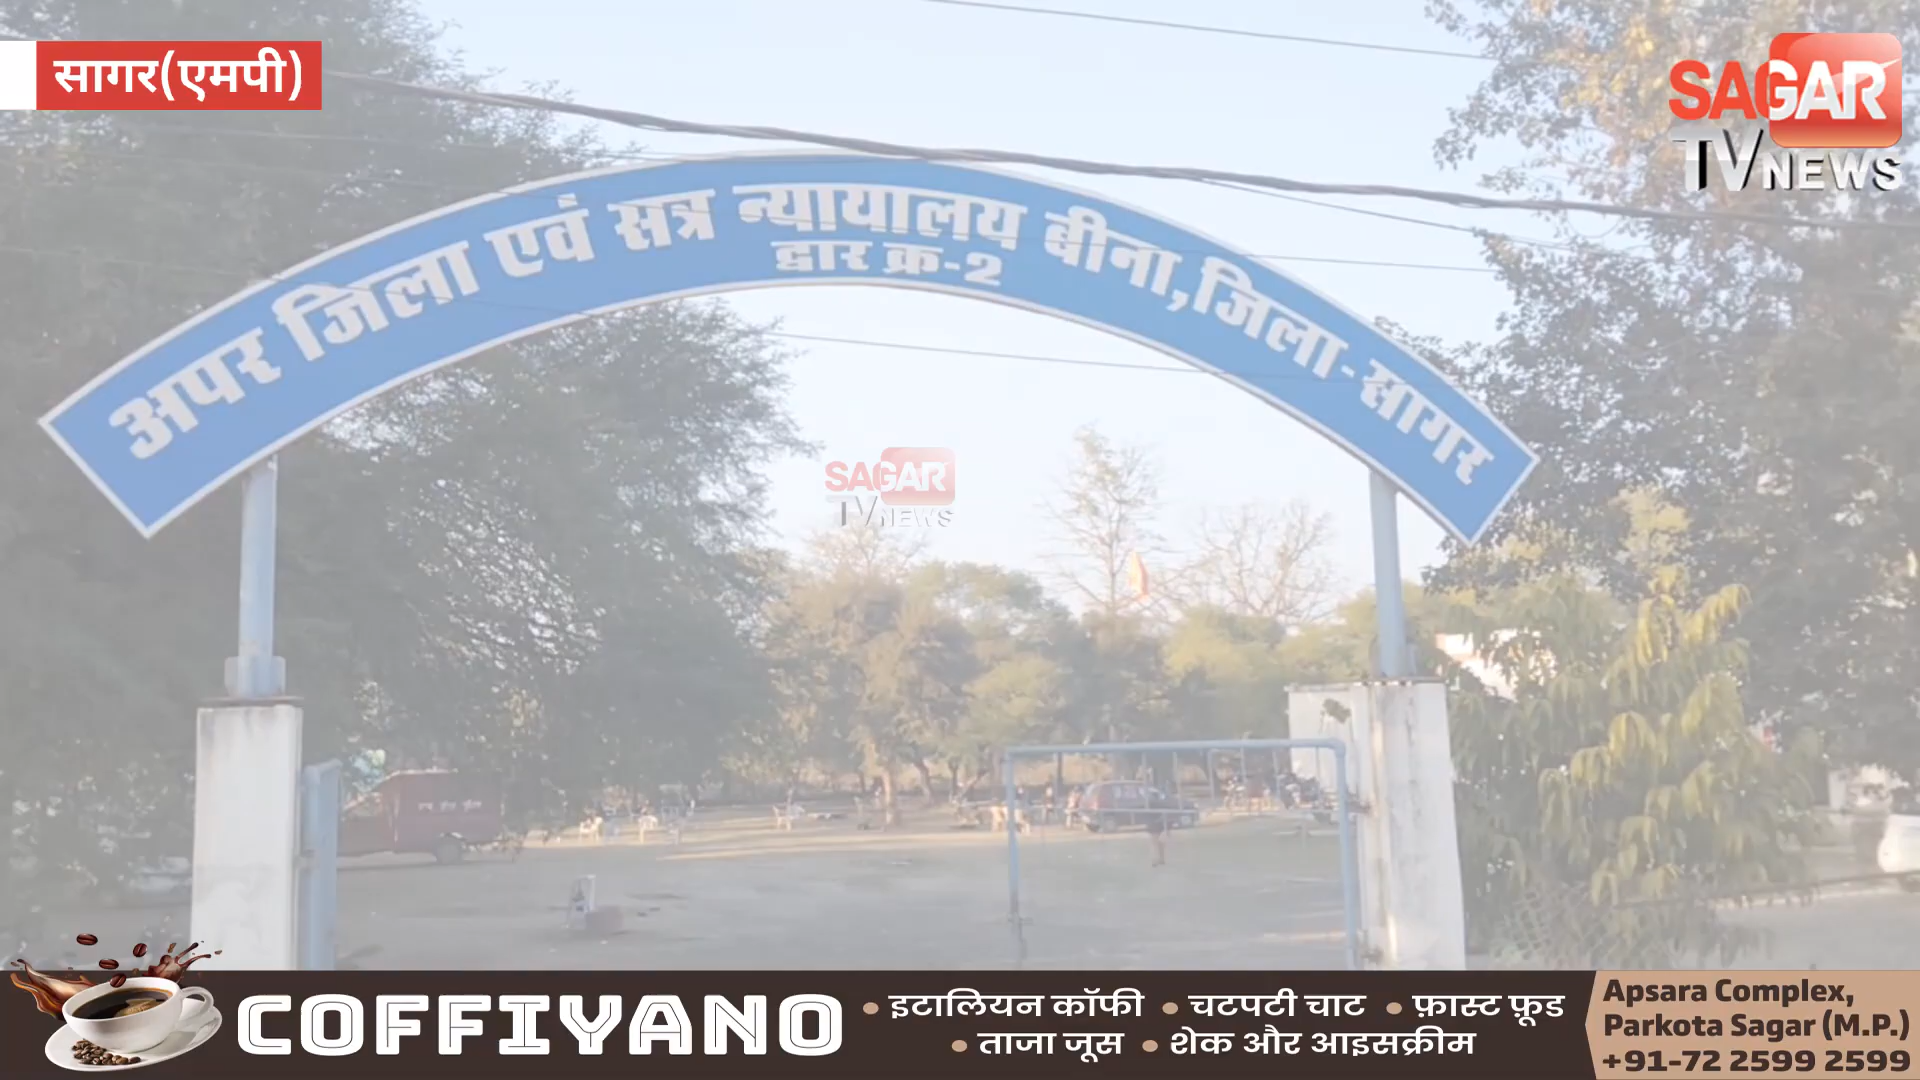 सागर(एमपी)
SAGAR
TV NEWS
अपर जिला एवं सत्र न्यायालय बीना, जिला-सागर
द्वार क्र-2
SAGAR
TV NEWS
COFFIYANO
• इटालियन कॉफी • चटपटी चाट • फ़ास्ट फ़ूड
• ताजा जूस • शेक और आइसक्रीम
Apsara Complex,
Parkota Sagar (M.P.)
+91-72 2599 2599